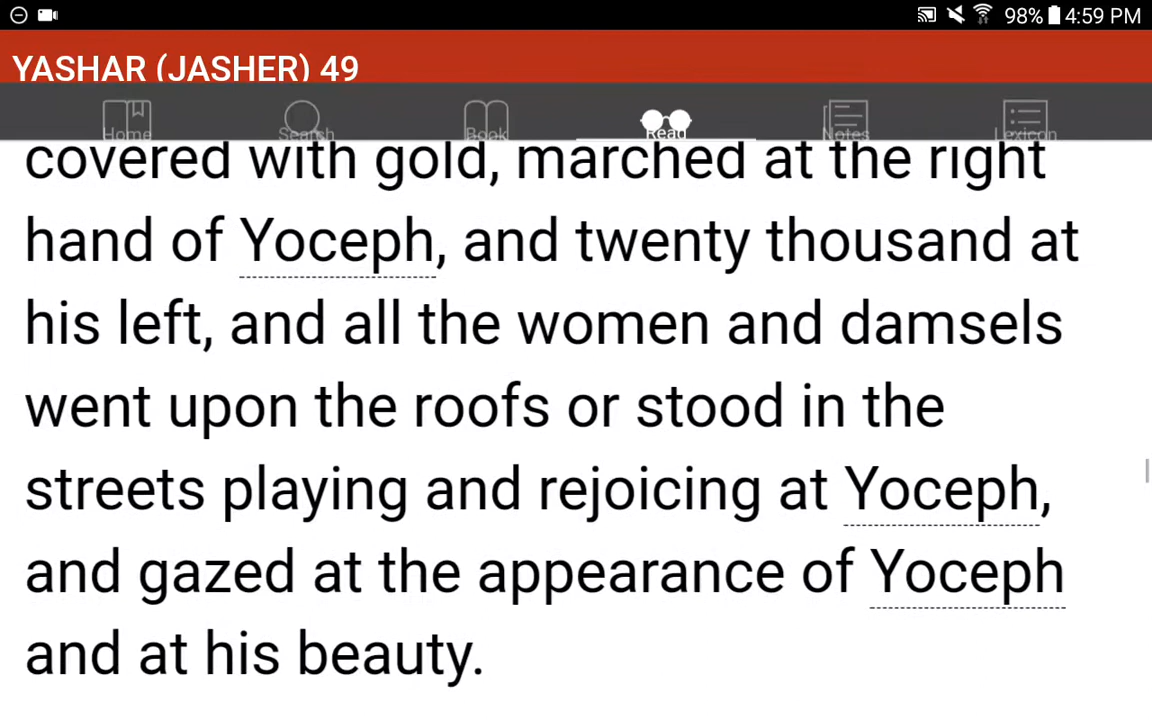 98% 4:59 PM
YASHAR (JASHER) 49
Home Search Book Read Notes Lexicon
covered with gold, marched at the right
hand of Yoceph, and twenty thousand at
his left, and all the women and damsels
went upon the roofs or stood in the
streets playing and rejoicing at Yoceph,
and gazed at the appearance of Yoceph
and at his beauty.